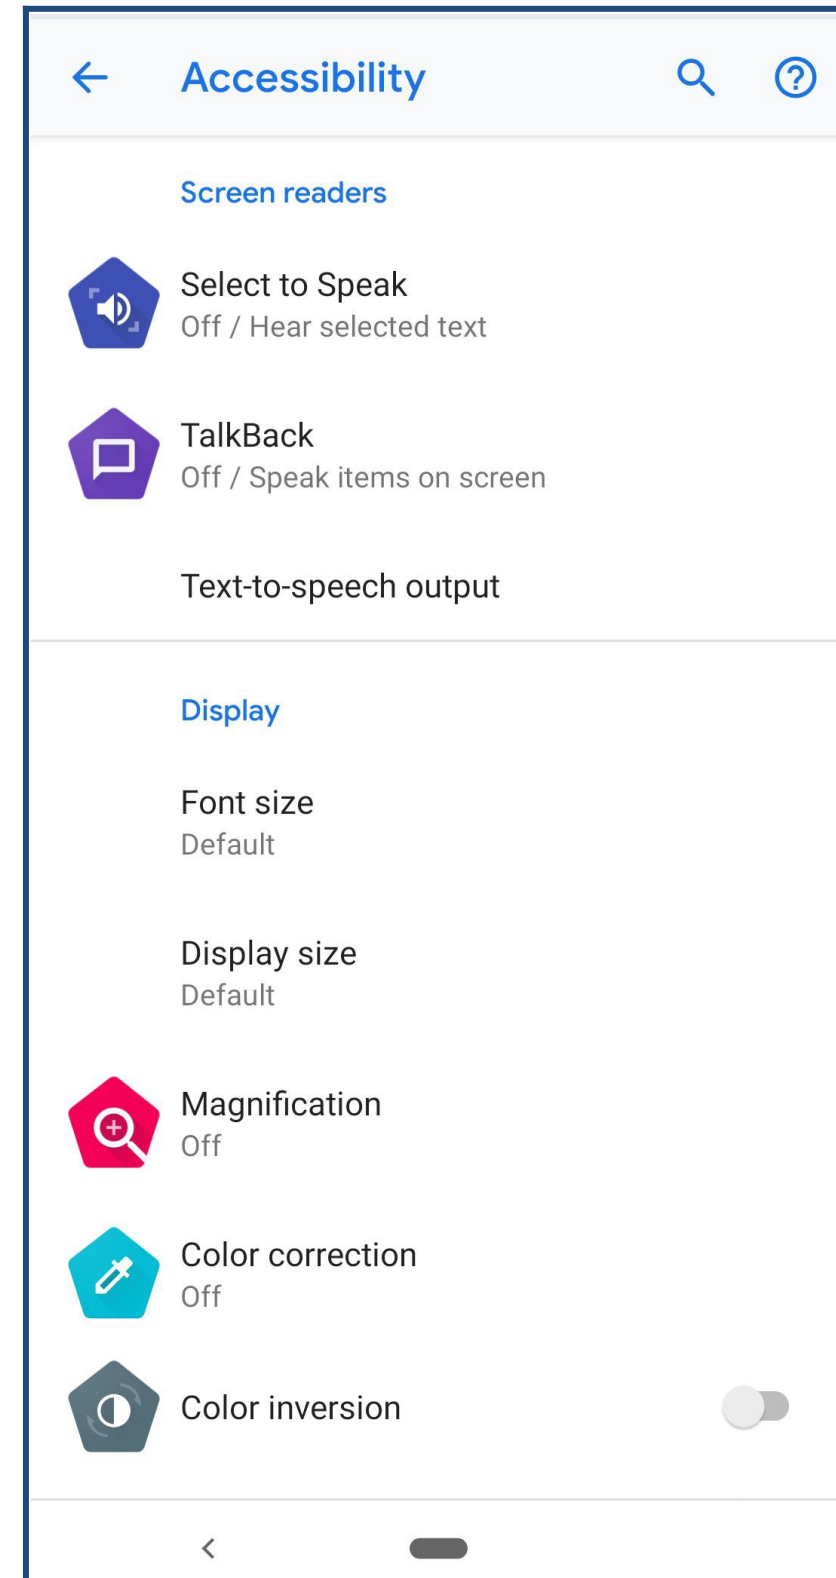 Accessibility
Screen readers
Select to Speak
Off / Hear selected text
TalkBack
Off / Speak items on screen
Text-to-speech output
Display
Font size
Default
Display size
Default
Magnification
Off
Color correction
Off
Color inversion